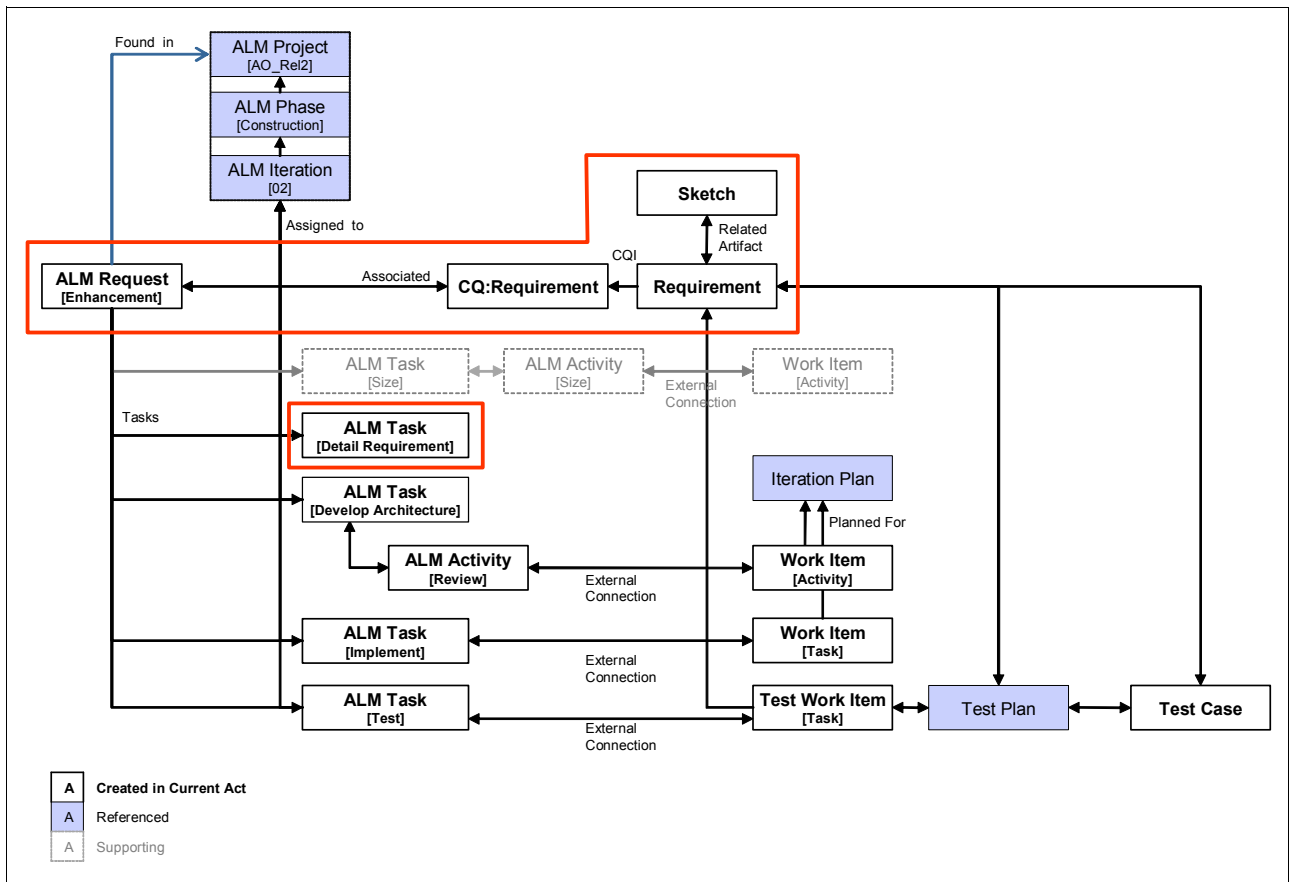 Found in
ALM Project
[AO_Rel2]
ALM Phase
[Construction]
ALM Iteration
[02]
Assigned to
Sketch
Related
Artifact
CQI
ALM Request
[Enhancement]
Associated
CQ:Requirement
Requirement
ALM Task
[Size]
ALM Activity
[Size]
External
Connection
Work Item
[Activity]
Tasks
ALM Task
[Detail Requirement]
Iteration Plan
ALM Task
[Develop Architecture]
Planned For
ALM Activity
[Review]
External
Connection
Work Item
[Activity]
ALM Task
[Implement]
External
Connection
Work Item
[Task]
ALM Task
[Test]
External
Connection
Test Work Item
[Task]
Test Plan
Test Case
A Created in Current Act
A Referenced
A Supporting